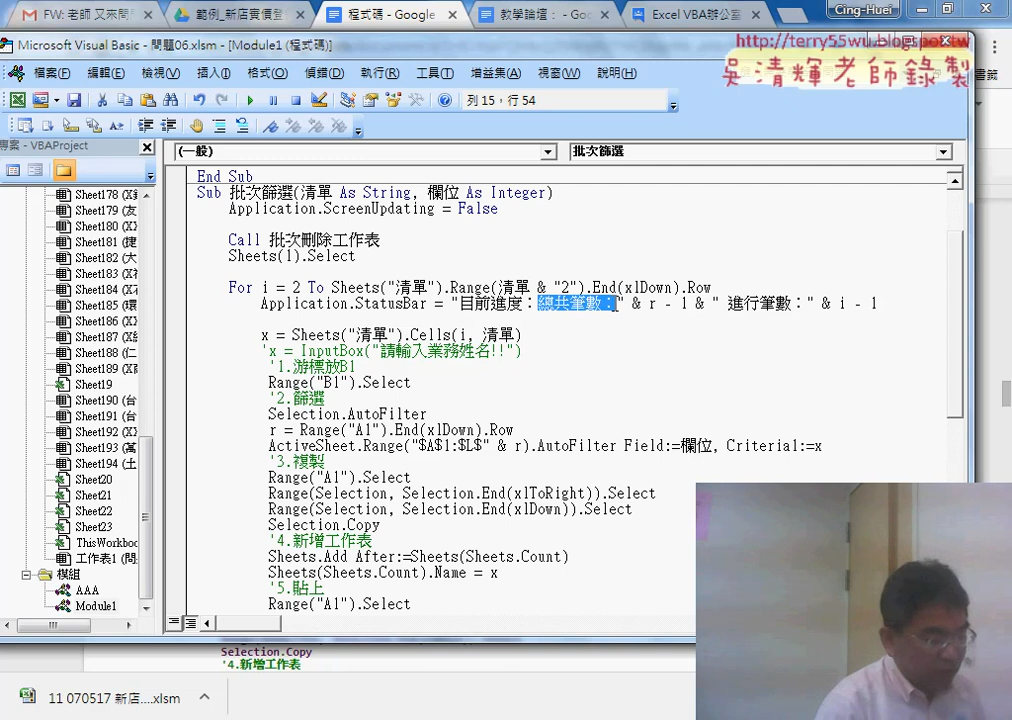 FW: 老師 又來問
範例_新店實價登
程式碼 - Google
教學論壇： - Goo
Excel VBA辦公室
Cing-Huei
Microsoft Visual Basic - 問題06.xlsm - [Module1 (程式碼)]
http://terry55wu.blogspot.tw
吳清輝老師錄製
檔案(F) 編輯(E) 檢視(V) 插入(I) 格式(O) 偵錯(D) 執行(R) 工具(T) 增益集(A) 視窗(W) 說明(H)
書籤
列 15，行 54
專案 - VBAProject
(一般)
批次篩選
Sheet179 (友
Sheet182 (大
Sheet185 (環
Sheet188 (仁
Sheet19
Sheet190 (台
Sheet191 (台
Sheet193 (萬
Sheet194 (土
Sheet20
Sheet21
Sheet22
Sheet23
ThisWorkboo
工作表1 (問
模組
AAA
Module1
End Sub
Sub 批次篩選(清單 As String, 欄位 As Integer)
Application.ScreenUpdating = False
Call 批次刪除工作表
Sheets(1).Select
For i = 2 To Sheets("清單").Range(清單 & "2").End(xlDown).Row
Application.StatusBar = "目前進度：總共筆數：" & r - 1 & " 進行筆數：" & i - 1
x = Sheets("清單").Cells(i, 清單)
'x = InputBox("請輸入業務姓名!!")
'1.游標放B1
Range("B1").Select
'2.篩選
Selection.AutoFilter
r = Range("A1").End(xlDown).Row
ActiveSheet.Range("$A$1:$L$" & r).AutoFilter Field:=欄位, Criteria1:=x
'3.複製
Range("A1").Select
Range(Selection, Selection.End(xlToRight)).Select
Range(Selection, Selection.End(xlDown)).Select
Selection.Copy
'4.新增工作表
Sheets.Add After:=Sheets(Sheets.Count)
Sheets(Sheets.Count).Name = x
'5.貼上
Range("A1").Select
Selection.Copy
'4.新增工作表
11 070517 新店....xlsm